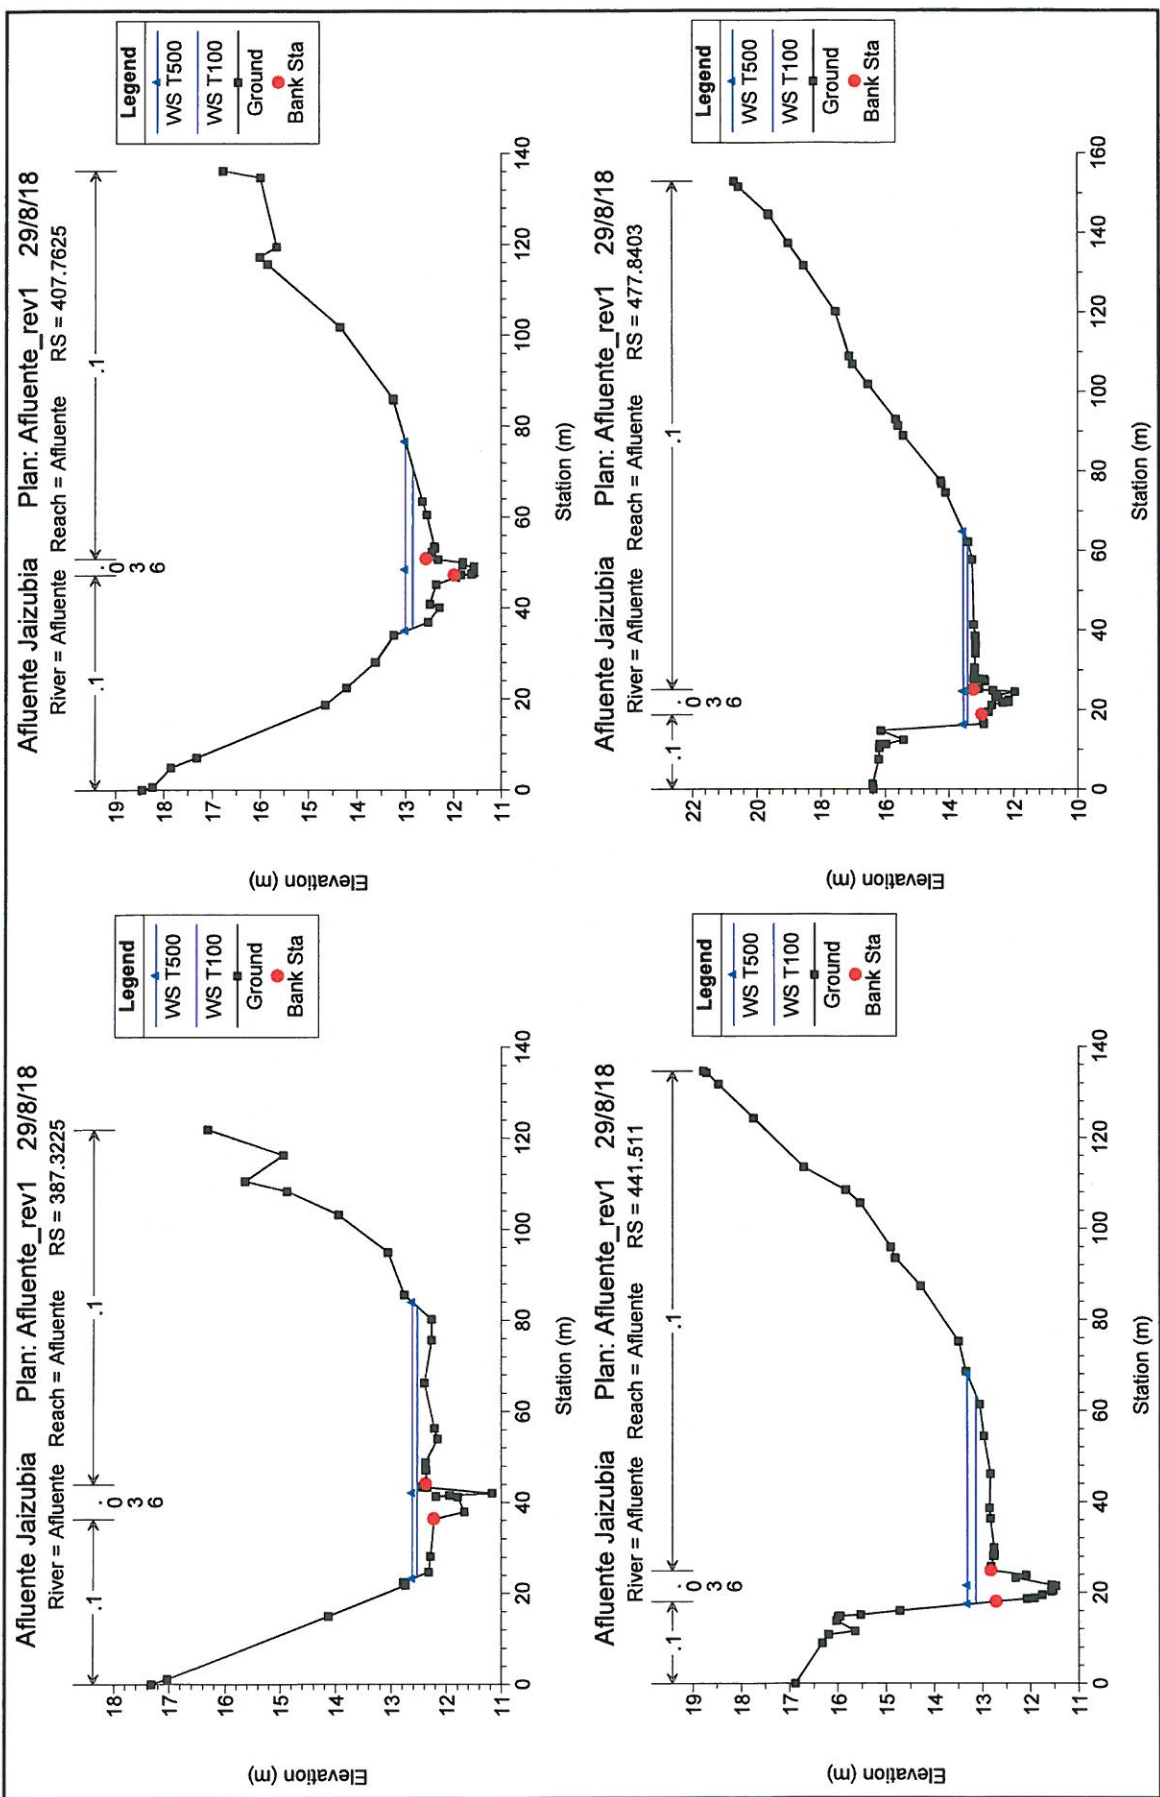 Afluente Jaizubia Plan: Afluente_rev1 29/8/18
River = Afluente Reach = Afluente RS = 387.3225
.1
.
0
3
6
.1
Legend
WS T500
WS T100
Ground
Bank Sta
18
17
16
15
14
13
12
11
Elevation (m)
0 20 40 60 80 100 120 140
Station (m)
Afluente Jaizubia Plan: Afluente_rev1 29/8/18
River = Afluente Reach = Afluente RS = 407.7625
.1
.
0
3
6
.1
Legend
WS T500
WS T100
Ground
Bank Sta
19
18
17
16
15
14
13
12
11
Elevation (m)
0 20 40 60 80 100 120 140
Station (m)
Afluente Jaizubia Plan: Afluente_rev1 29/8/18
River = Afluente Reach = Afluente RS = 441.511
.1
.
0
3
6
.1
Legend
WS T500
WS T100
Ground
Bank Sta
19
18
17
16
15
14
13
12
11
Elevation (m)
0 20 40 60 80 100 120 140
Station (m)
Afluente Jaizubia Plan: Afluente_rev1 29/8/18
River = Afluente Reach = Afluente RS = 477.8403
.1
.
0
3
6
.1
Legend
WS T500
WS T100
Ground
Bank Sta
22
20
18
16
14
12
10
Elevation (m)
0 20 40 60 80 100 120 140 160
Station (m)